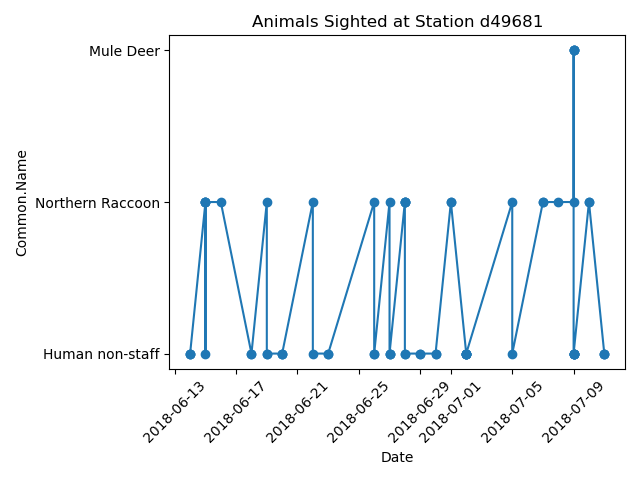 Animals Sighted at Station d49681
Common.Name
Mule Deer
Northern Raccoon
Human non-staff
2018-06-13
2018-06-17
2018-06-21
2018-06-25
2018-06-29
2018-07-01
2018-07-05
2018-07-09
Date